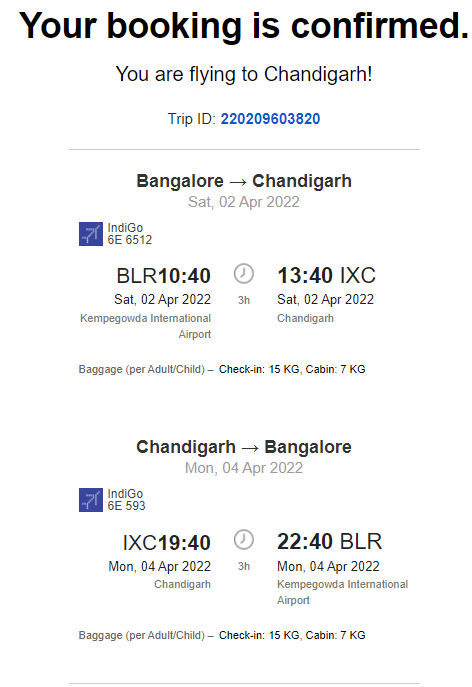 Your booking is confirmed.
You are flying to Chandigarh!
Trip ID: 220209603820
Bangalore → Chandigarh
Sat, 02 Apr 2022
IndiGo
6E 6512
BLR10:40 13:40 IXC
Sat, 02 Apr 2022 3h Sat, 02 Apr 2022
Kempegowda International Chandigarh
Airport
Baggage (per Adult/Child) – Check-in: 15 KG, Cabin: 7 KG
Chandigarh → Bangalore
Mon, 04 Apr 2022
IndiGo
6E 593
IXC19:40 22:40 BLR
Mon, 04 Apr 2022 3h Mon, 04 Apr 2022
Chandigarh Kempegowda International
Airport
Baggage (per Adult/Child) – Check-in: 15 KG, Cabin: 7 KG